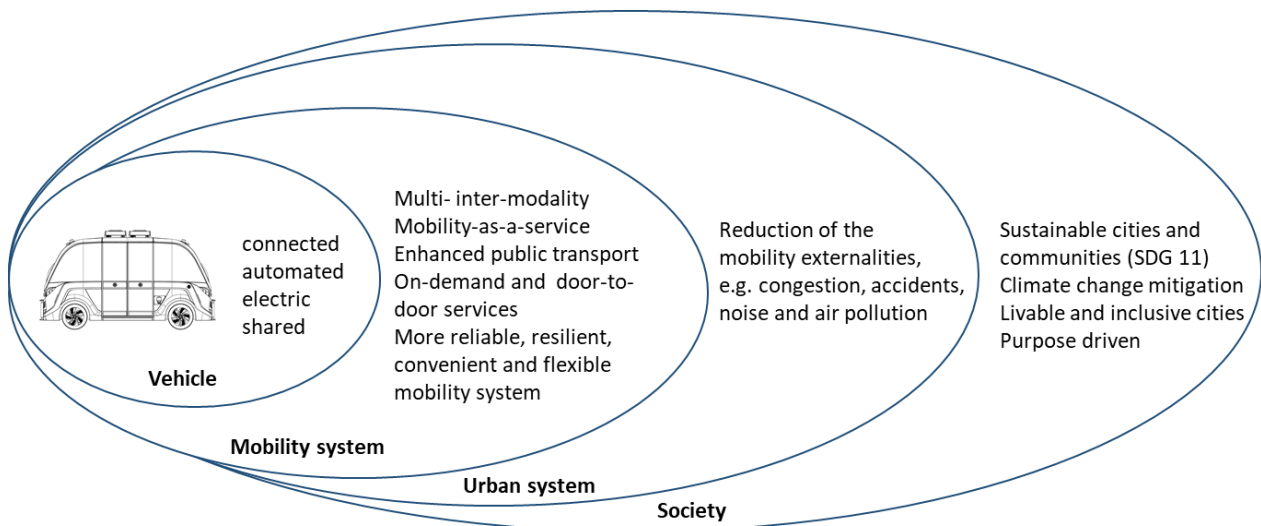 connected
automated
electric
shared
Vehicle
Multi- inter-modality
Mobility-as-a-service
Enhanced public transport
On-demand and door-to-
door services
More reliable, resilient,
convenient and flexible
mobility system
Mobility system
Reduction of the
mobility externalities,
e.g. congestion, accidents,
noise and air pollution
Urban system
Sustainable cities and
communities (SDG 11)
Climate change mitigation
Livable and inclusive cities
Purpose driven
Society